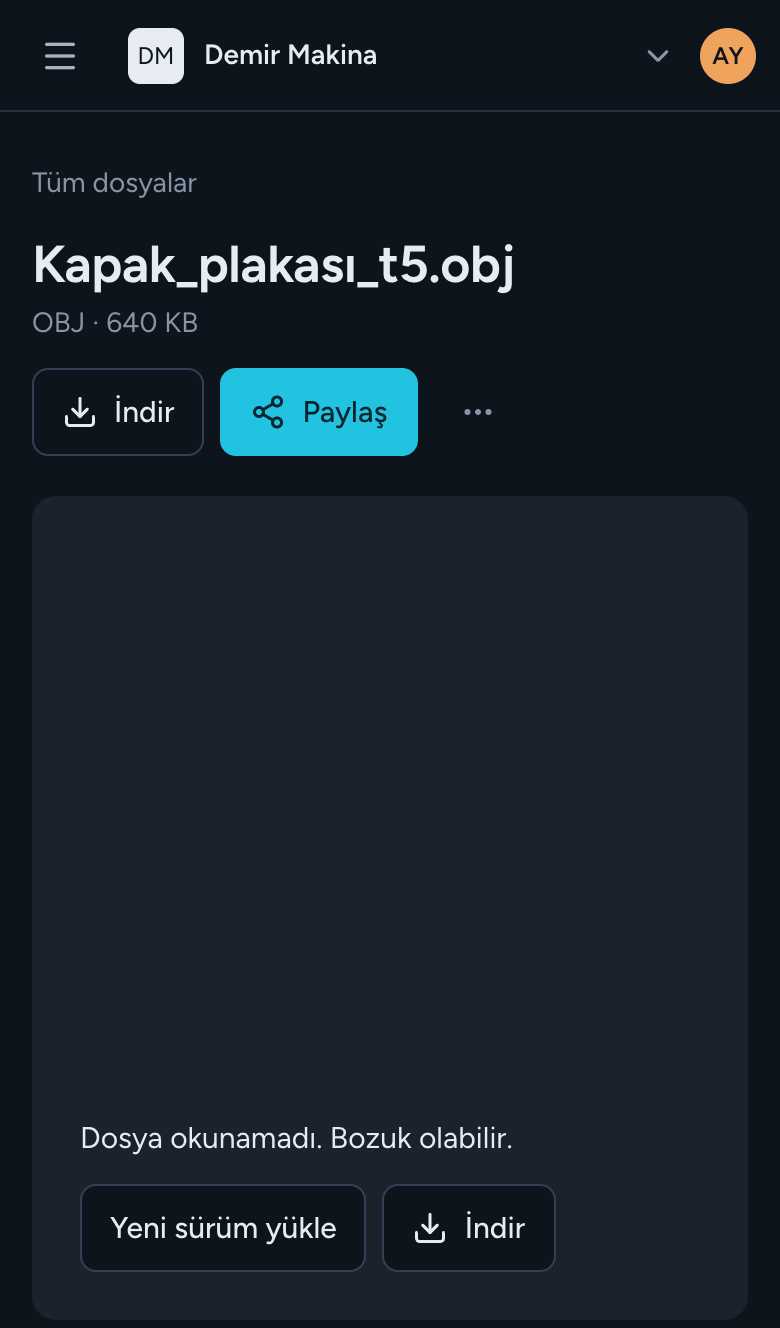 DM Demir Makina AY
Tüm dosyalar
Kapak_plakası_t5.obj
OBJ · 640 KB
İndir Paylaş
Dosya okunamadı. Bozuk olabilir.
Yeni sürüm yükle İndir